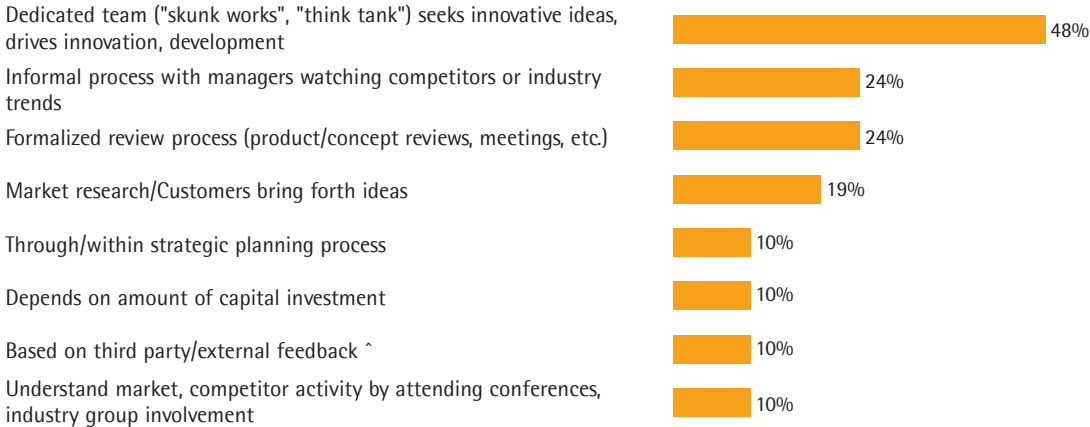 Dedicated team ("skunk works", "think tank") seeks innovative ideas,
drives innovation, development
48%
Informal process with managers watching competitors or industry
trends
24%
Formalized review process (product/concept reviews, meetings, etc.)
24%
Market research/Customers bring forth ideas
19%
Through/within strategic planning process
10%
Depends on amount of capital investment
10%
Based on third party/external feedback ˆ
10%
Understand market, competitor activity by attending conferences,
industry group involvement
10%